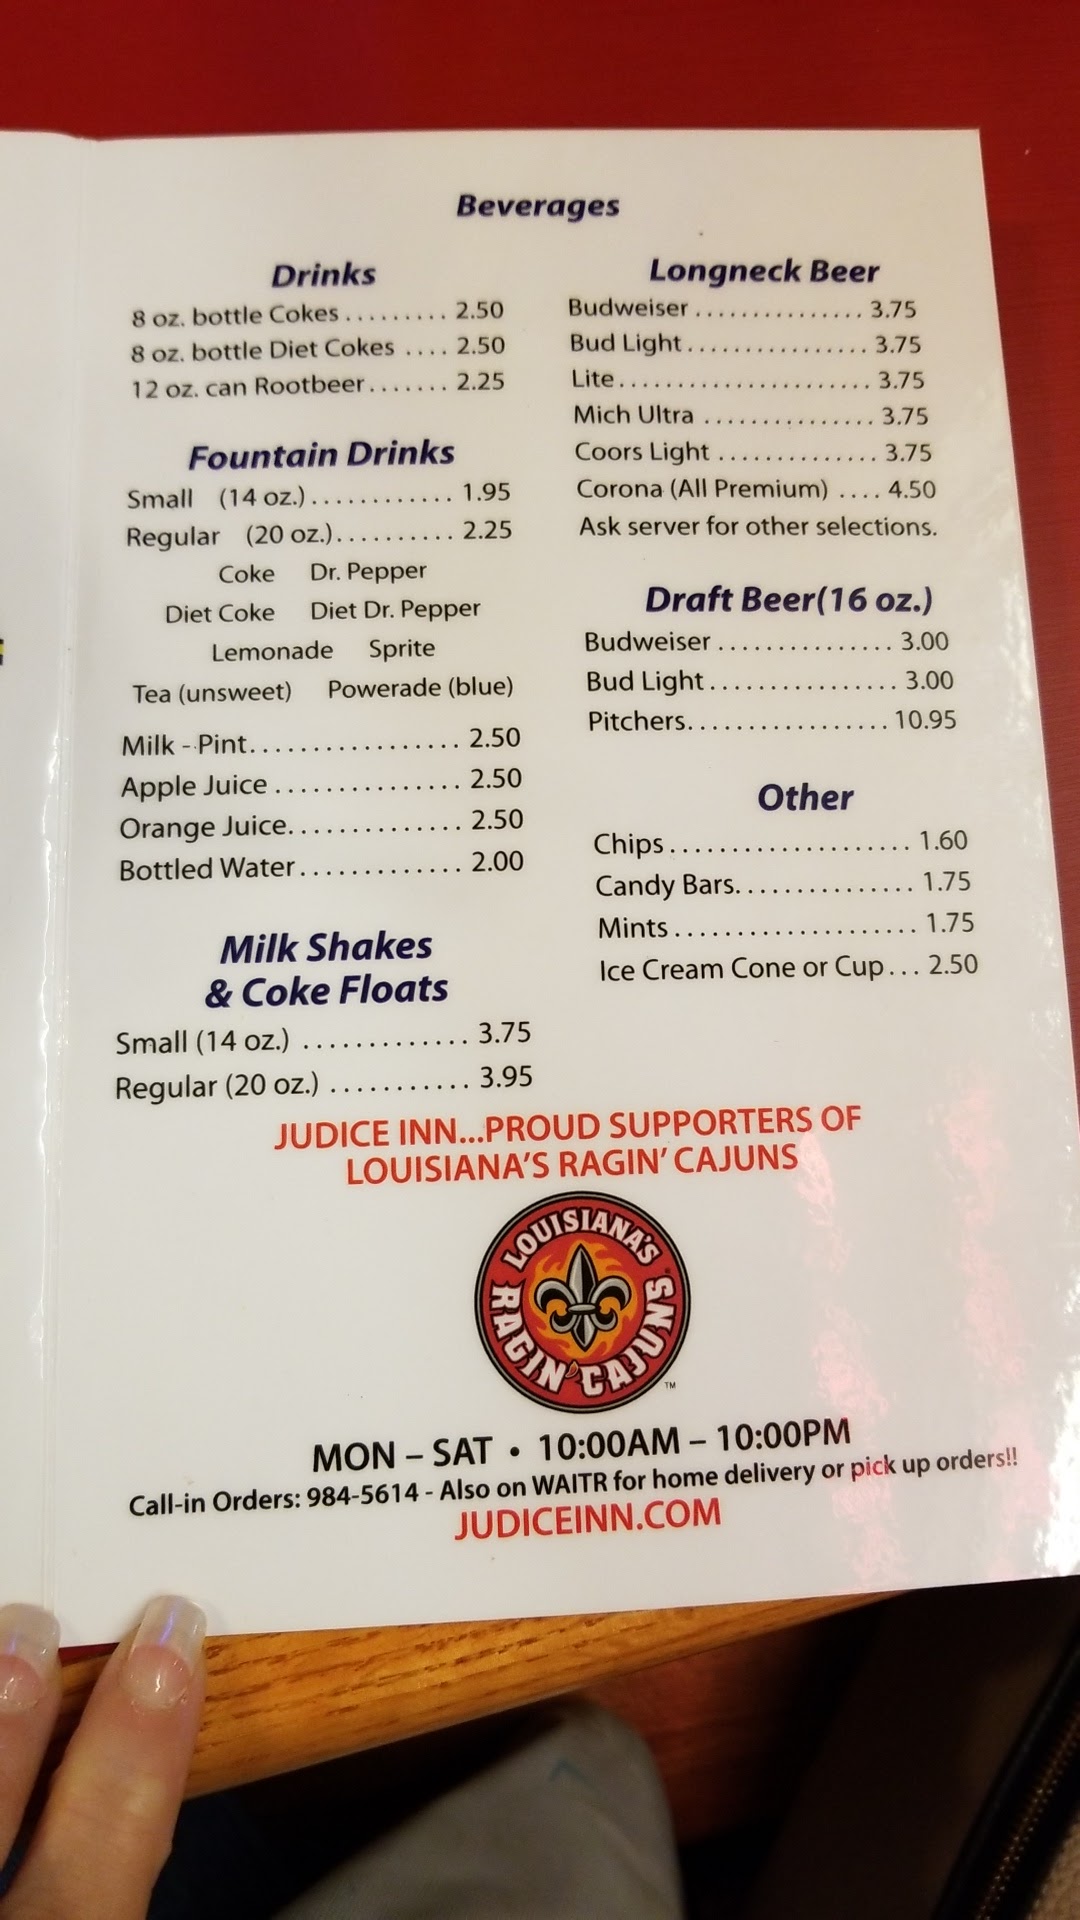 Beverages
Drinks
8 oz. bottle Cokes ......... 2.50
8 oz. bottle Diet Cokes .... 2.50
12 oz. can Rootbeer....... 2.25
Fountain Drinks
Small (14 oz.)............ 1.95
Regular (20 oz.).......... 2.25
Coke Dr. Pepper
Diet Coke Diet Dr. Pepper
Lemonade Sprite
Tea (unsweet) Powerade (blue)
Milk - Pint................. 2.50
Apple Juice ............... 2.50
Orange Juice.............. 2.50
Bottled Water............. 2.00
Milk Shakes
& Coke Floats
Small (14 oz.) ............. 3.75
Regular (20 oz.) ........... 3.95
Longneck Beer
Budweiser ............... 3.75
Bud Light................ 3.75
Lite...................... 3.75
Mich Ultra ............... 3.75
Coors Light .............. 3.75
Corona (All Premium) .... 4.50
Ask server for other selections.
Draft Beer(16 oz.)
Budweiser ............... 3.00
Bud Light................. 3.00
Pitchers.................. 10.95
Other
Chips .................... 1.60
Candy Bars............... 1.75
Mints .................... 1.75
Ice Cream Cone or Cup... 2.50
JUDICE INN...PROUD SUPPORTERS OF
LOUISIANA'S RAGIN' CAJUNS
LOUISIANA'S
RAGIN' CAJUNS
TM
MON – SAT • 10:00AM – 10:00PM
Call-in Orders: 984-5614 - Also on WAITR for home delivery or pick up orders!!
JUDICEINN.COM